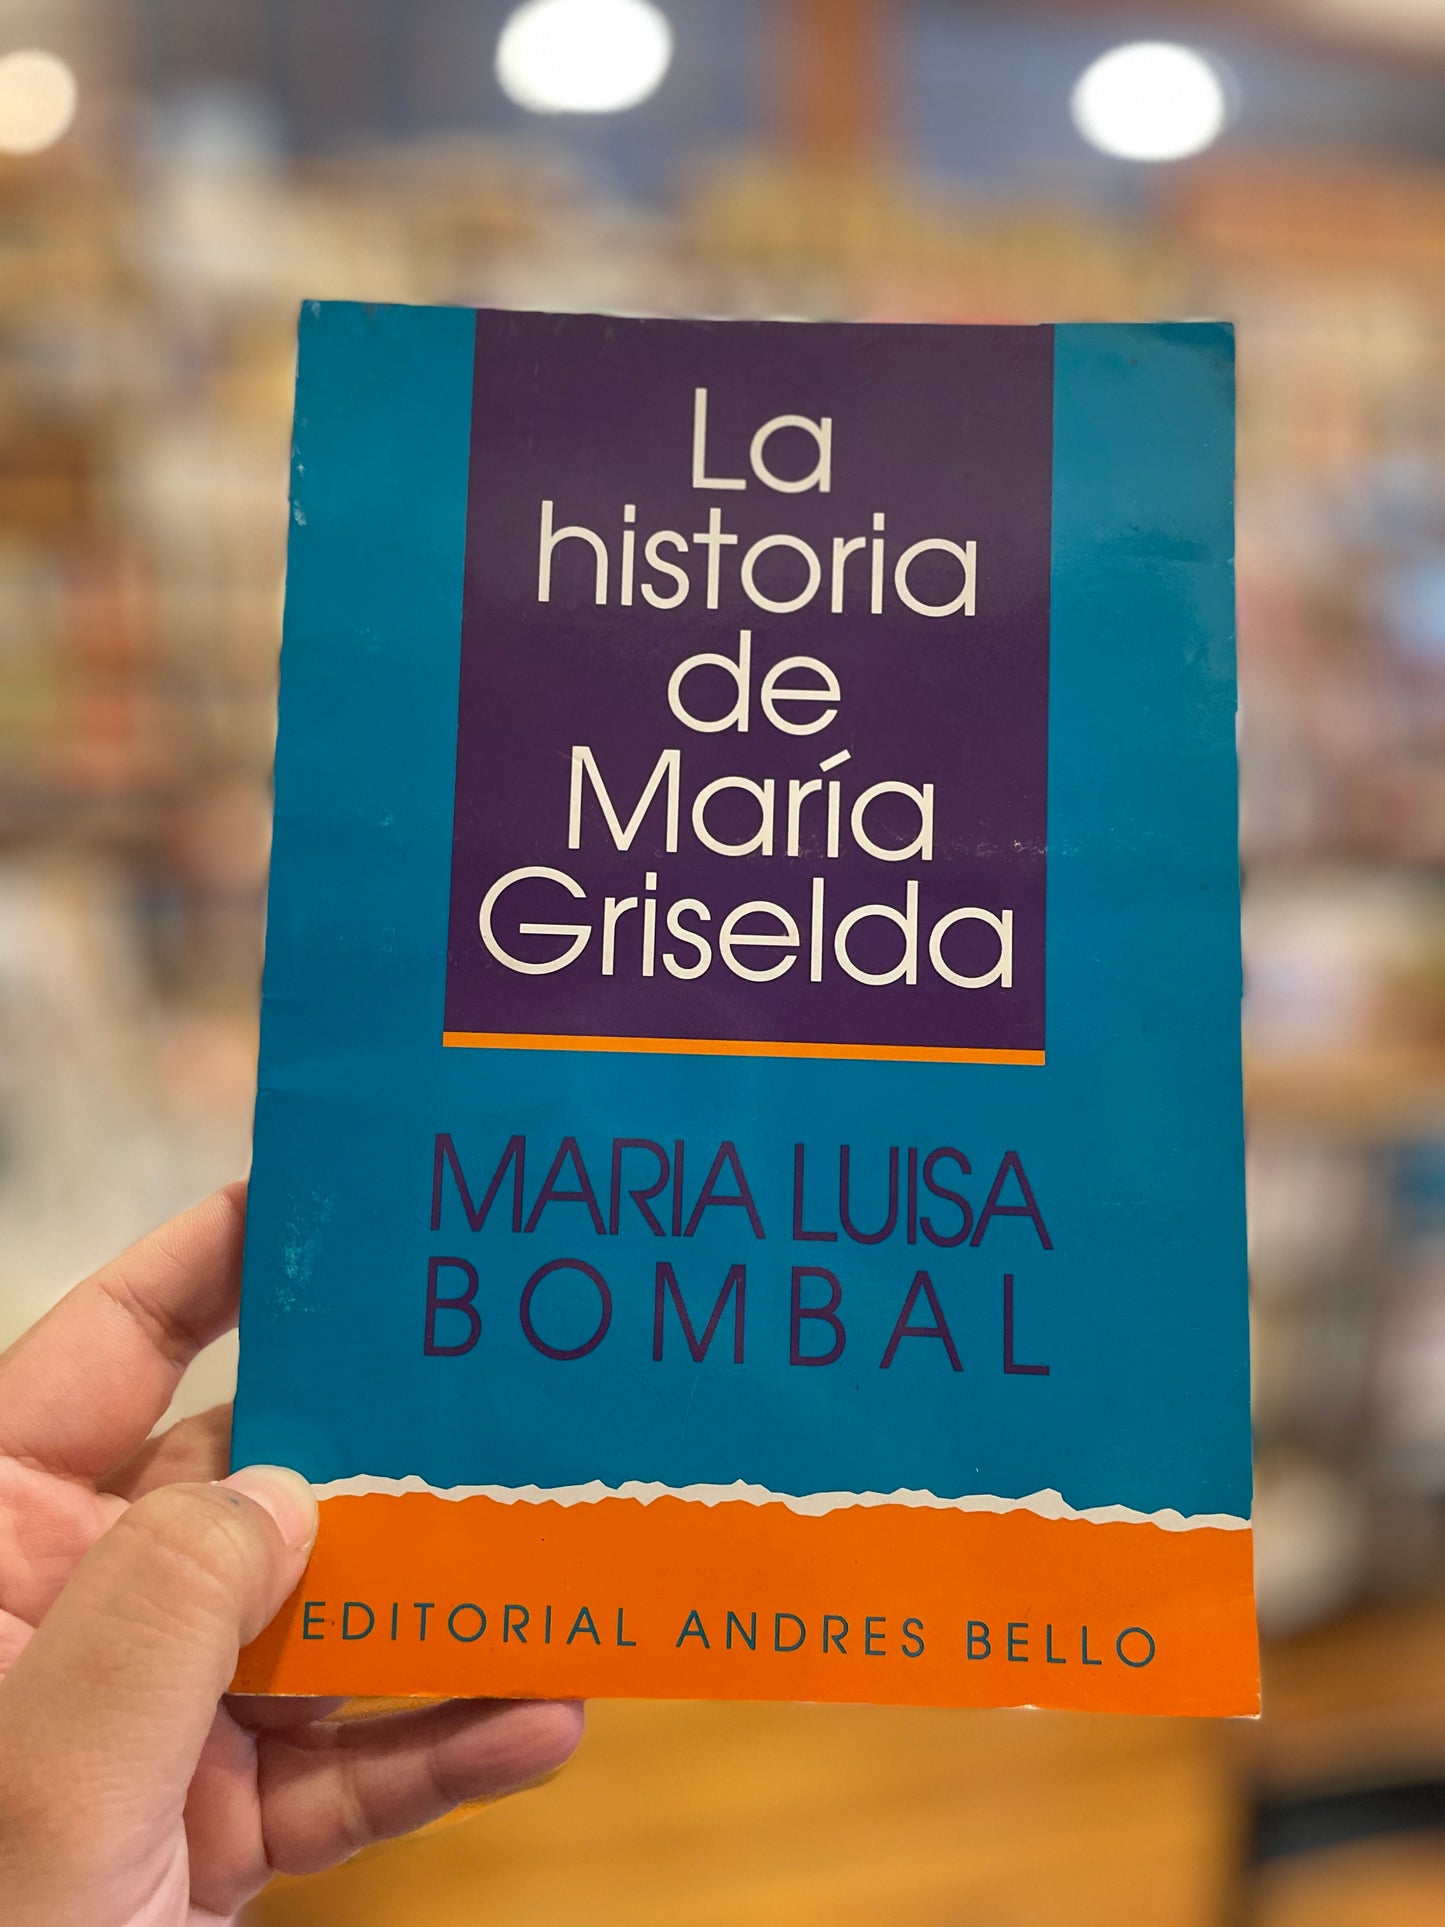 La
historia
de
María
Griselda
MARIA LUISA
BOMBAL
EDITORIAL ANDRES BELLO